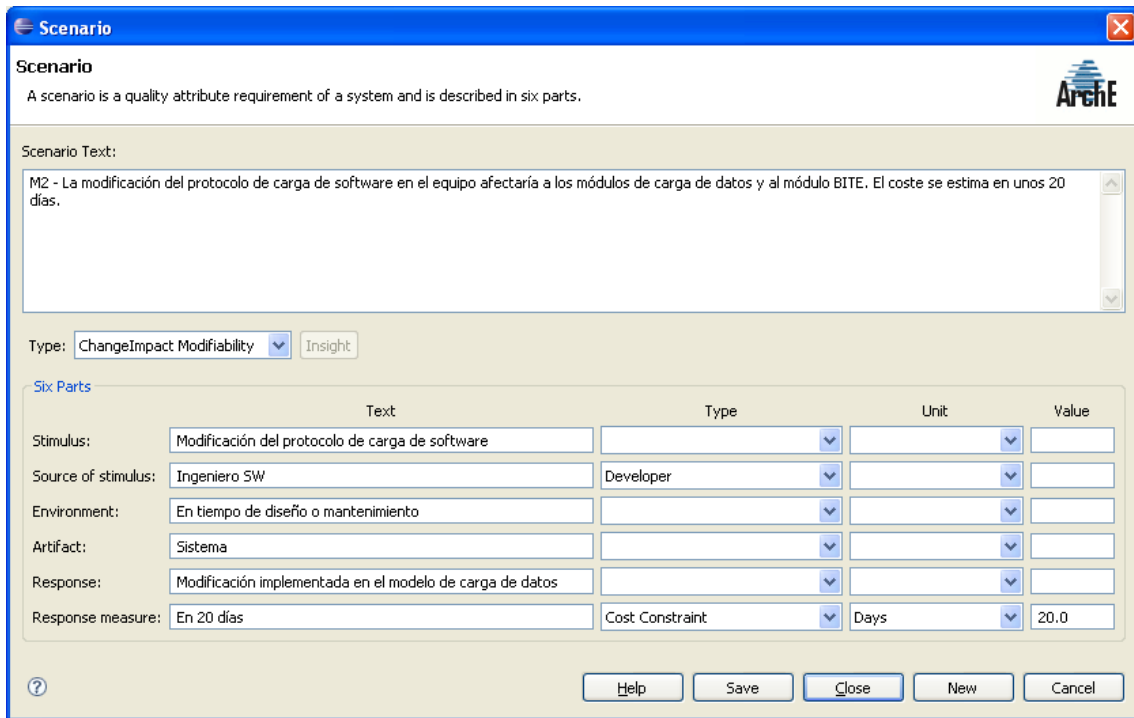 Scenario
Scenario
A scenario is a quality attribute requirement of a system and is described in six parts.
ArchE
Scenario Text:
M2 - La modificación del protocolo de carga de software en el equipo afectaría a los módulos de carga de datos y al módulo BITE. El coste se estima en unos 20
días.
Type: ChangeImpact Modifiability Insight
Six Parts
Text Type Unit Value
Stimulus: Modificación del protocolo de carga de software
Source of stimulus: Ingeniero SW Developer
Environment: En tiempo de diseño o mantenimiento
Artifact: Sistema
Response: Modificación implementada en el modelo de carga de datos
Response measure: En 20 días Cost Constraint Days 20.0
? Help Save Close New Cancel